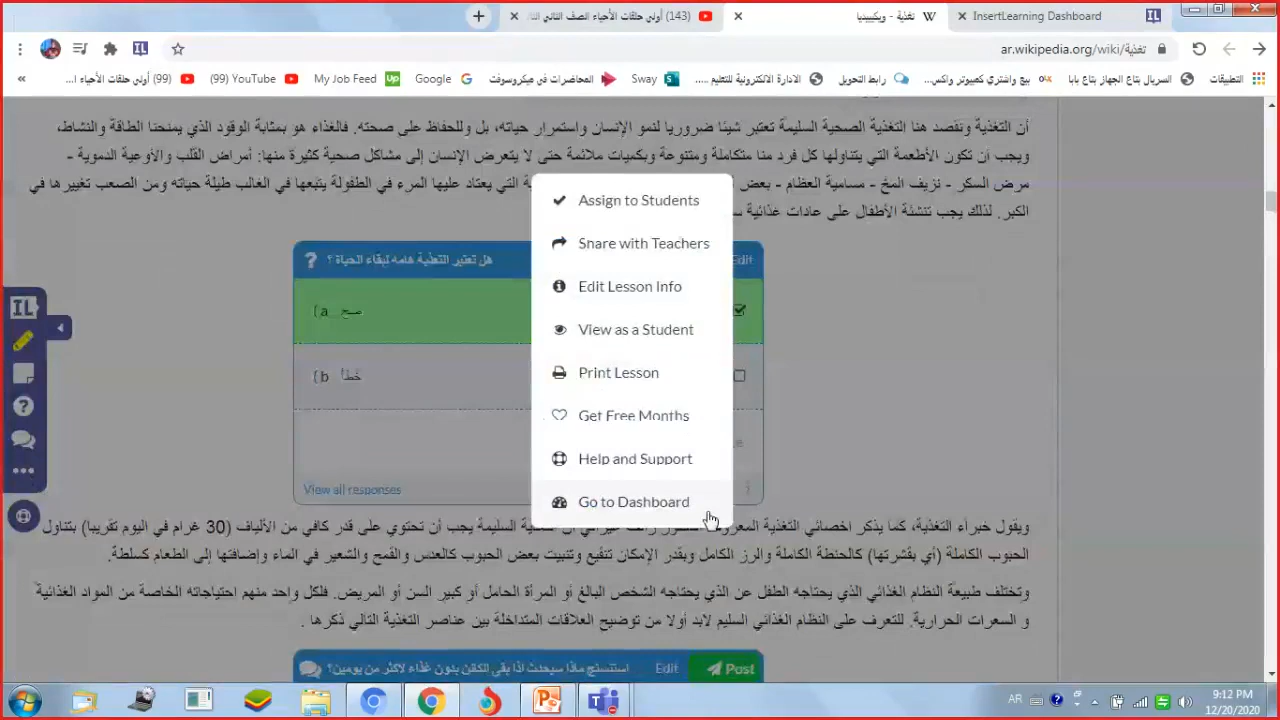 (143) أولي حلقات الأحياء الصف الثاني
تغذية - ويكيبيديا
InsertLearning Dashboard
ar.wikipedia.org/wiki/تغذية
التطبيقات
السريال بتاع الجهاز بتاع بابا
بيع واشتري كمبيوتر واكس...
رابط التحويل
الادارة الالكترونية للتعليم ...
Sway
المحاضرات في ميكروسوفت
Google
My Job Feed
(99) YouTube
(99) أولي حلقات الأحياء ا...
أن التغذية ونقصد هنا التغذية الصحية السليمة تعتبر شيئا ضروريا لنمو الإنسان واستمرار حياته، بل وللحفاظ على صحته. فالغذاء هو بمثابة الوقود الذي يمنحنا الطاقة والنشاط،
ويجب أن تكون الأطعمة التي يتناولها كل فرد منا متكاملة ومتنوعة وبكميات ملائمة حتى لا يتعرض الإنسان إلى مشاكل صحية كثيرة منها: أمراض القلب والأوعية الدموية -
مرض السكر - نزيف المخ - مسامية العظام - بعض التي يعتاد عليها المرء في الطفولة يتبعها في الغالب طيلة حياته ومن الصعب تغييرها في
الكبر. لذلك يجب تنشئة الأطفال على عادات غذائية
هل تعتبر التغذية هامه لبقاء الحياة ؟
Edit
a) صح
b) خطأ
View all responses
Assign to Students
Share with Teachers
Edit Lesson Info
View as a Student
Print Lesson
Get Free Months
Help and Support
Go to Dashboard
IL
ويقول خبراء التغذية، كما يذكر اخصائي التغذية السليمة يجب أن تحتوي على قدر كافي من الألياف (30 غرام في اليوم تقريبا) بتناول
الحبوب الكاملة (أي بقشرتها) كالحنطة الكاملة والرز الكامل وبقدر الإمكان تنقيع وتنبيت بعض الحبوب كالعدس والقمح والشعير في الماء وإضافتها إلى الطعام كسلطة.
وتختلف طبيعة النظام الغذائي الذي يحتاجه الطفل عن الذي يحتاجه الشخص البالغ أو المرأة الحامل أو كبير السن أو المريض. فلكل واحد منهم احتياجاته الخاصة من المواد الغذائية
و السعرات الحرارية. للتعرف على النظام الغذائي السليم لابد أولا من توضيح العلاقات المتداخلة بين عناصر التغذية التالي ذكرها .
استنتج ماذا سيحدث اذا بقى الكائن بدون غذاء لاكثر من يومين؟
Edit
Post
AR
9:12 PM
12/20/2020